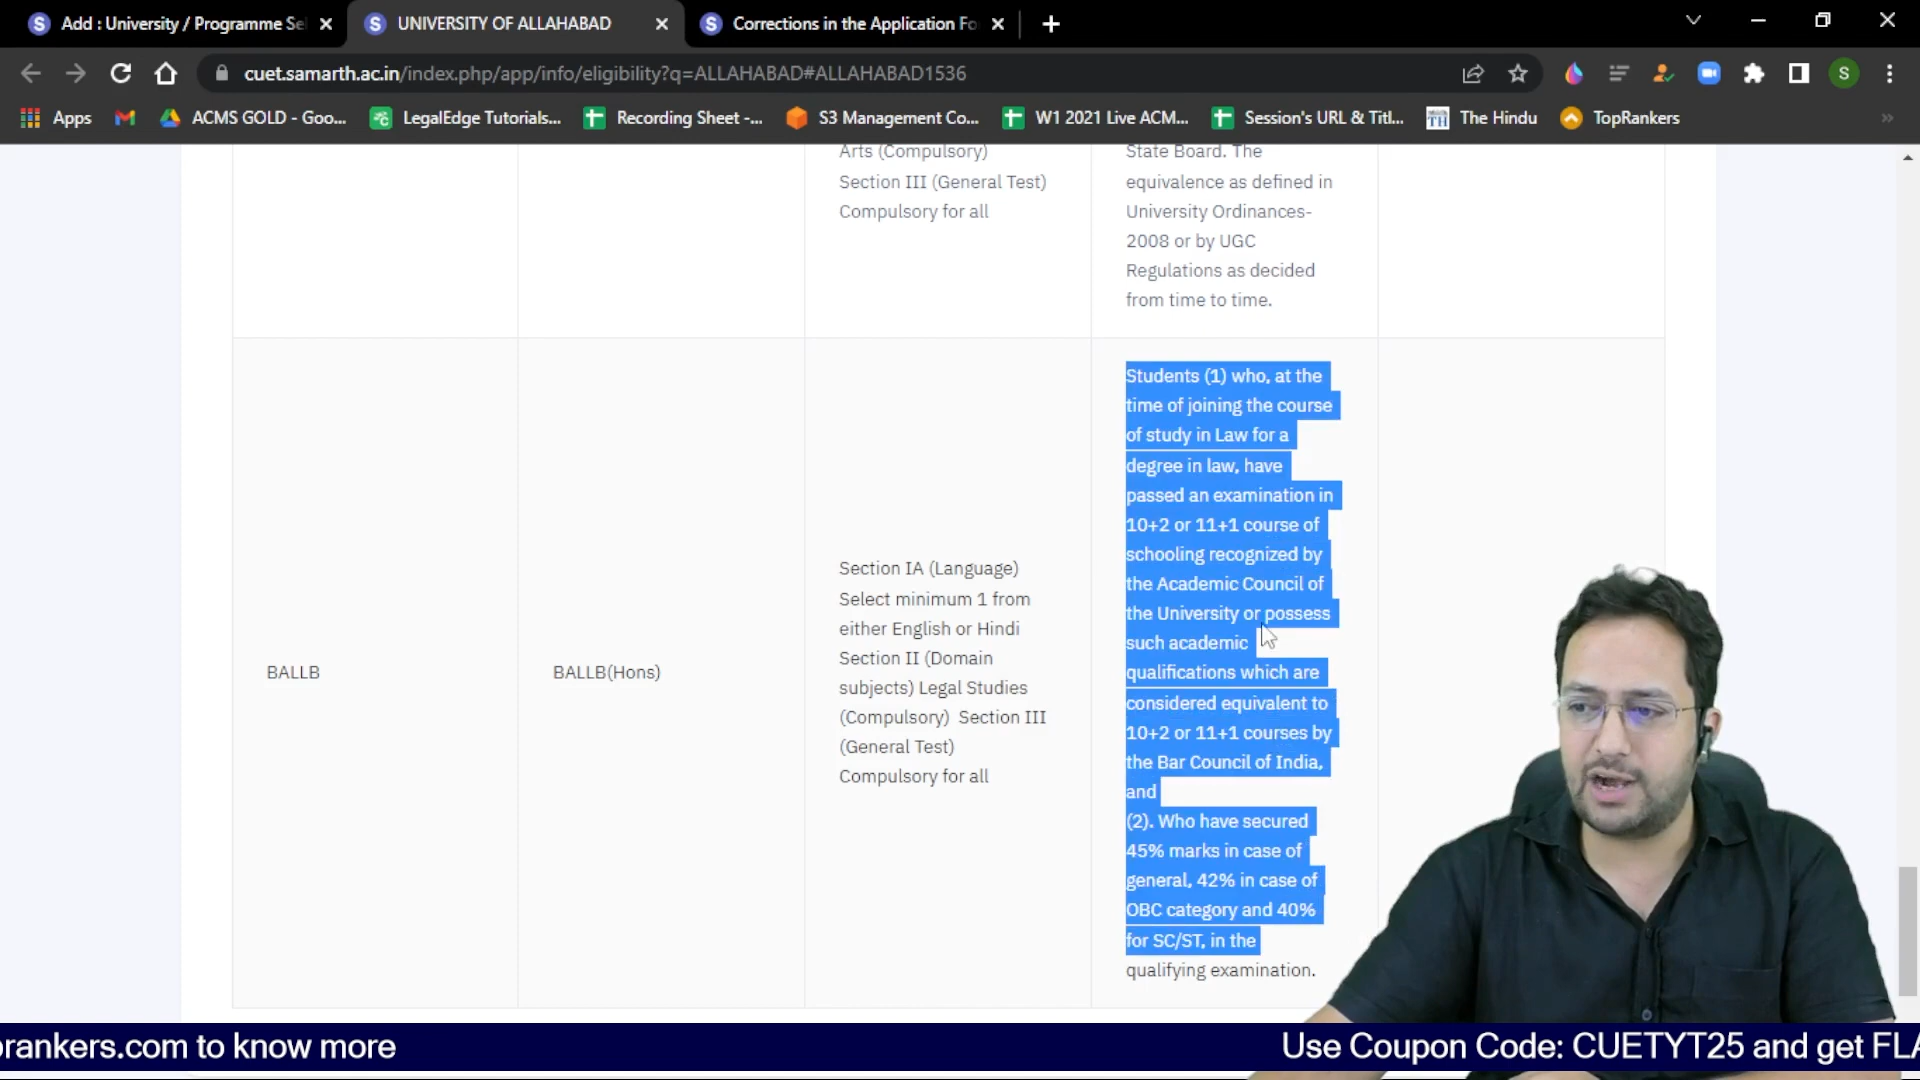 Add : University / Programme Se
UNIVERSITY OF ALLAHABAD
Corrections in the Application Fo
cuet.samarth.ac.in/index.php/app/info/eligibility?q=ALLAHABAD#ALLAHABAD1536
S
Apps
ACMS GOLD - Goo...
LegalEdge Tutorials...
Recording Sheet -...
S3 Management Co...
W1 2021 Live ACM...
Session's URL & Titl...
TH
The Hindu
TopRankers
Arts (Compulsory)
Section III (General Test)
Compulsory for all
State Board. The
equivalence as defined in
University Ordinances-
2008 or by UGC
Regulations as decided
from time to time.
BALLB
BALLB(Hons)
Section IA (Language)
Select minimum 1 from
either English or Hindi
Section II (Domain
subjects) Legal Studies
(Compulsory) Section III
(General Test)
Compulsory for all
Students (1) who, at the
time of joining the course
of study in Law for a
degree in law, have
passed an examination in
10+2 or 11+1 course of
schooling recognized by
the Academic Council of
the University or possess
such academic
qualifications which are
considered equivalent to
10+2 or 11+1 courses by
the Bar Council of India,
and
(2). Who have secured
45% marks in case of
general, 42% in case of
OBC category and 40%
for SC/ST, in the
qualifying examination.
prankers.com to know more
Use Coupon Code: CUETYT25 and get FLA